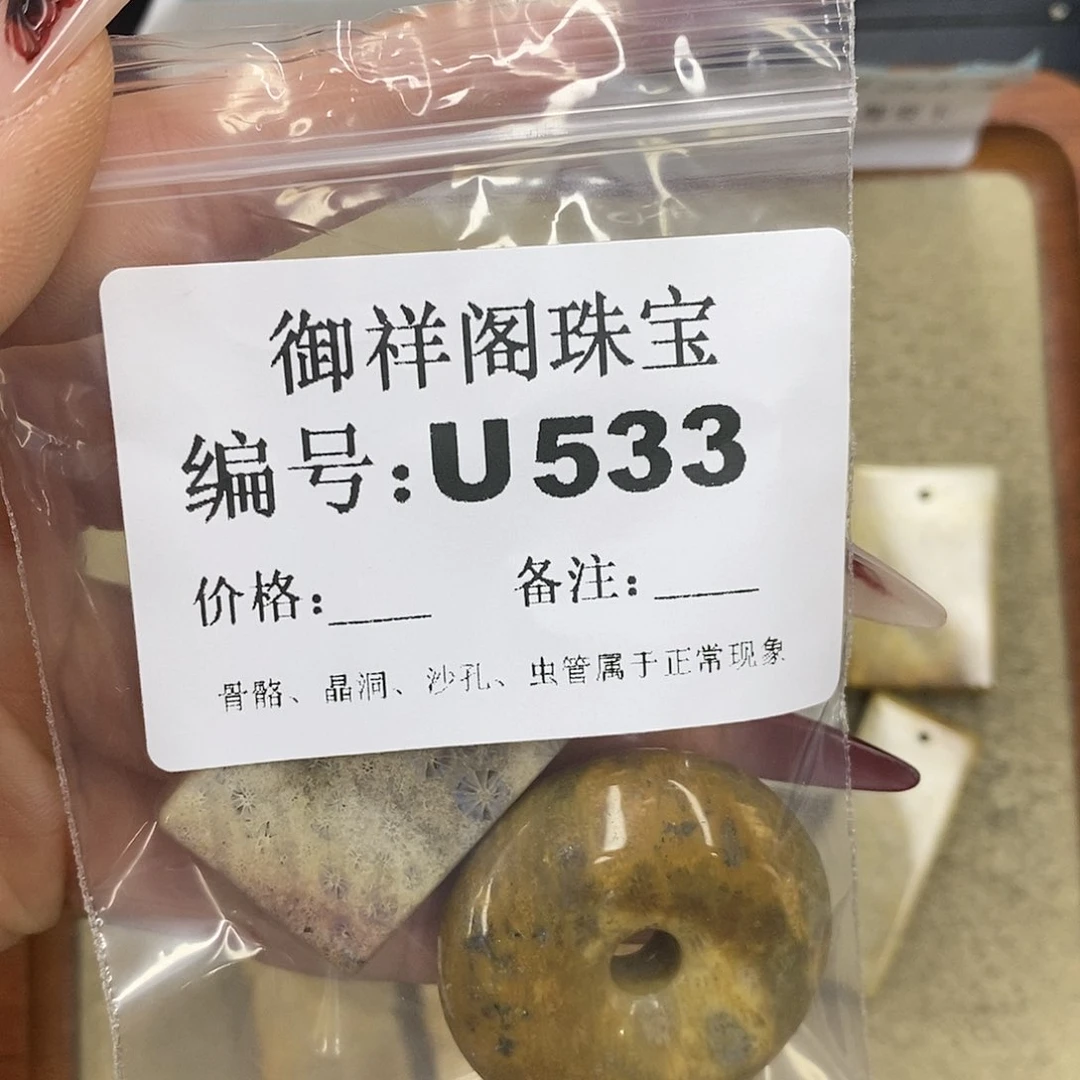 御祥阁珠宝
编号:U533
价格:___ 备注:____
骨骼、晶洞、沙孔、虫管属于正常现象